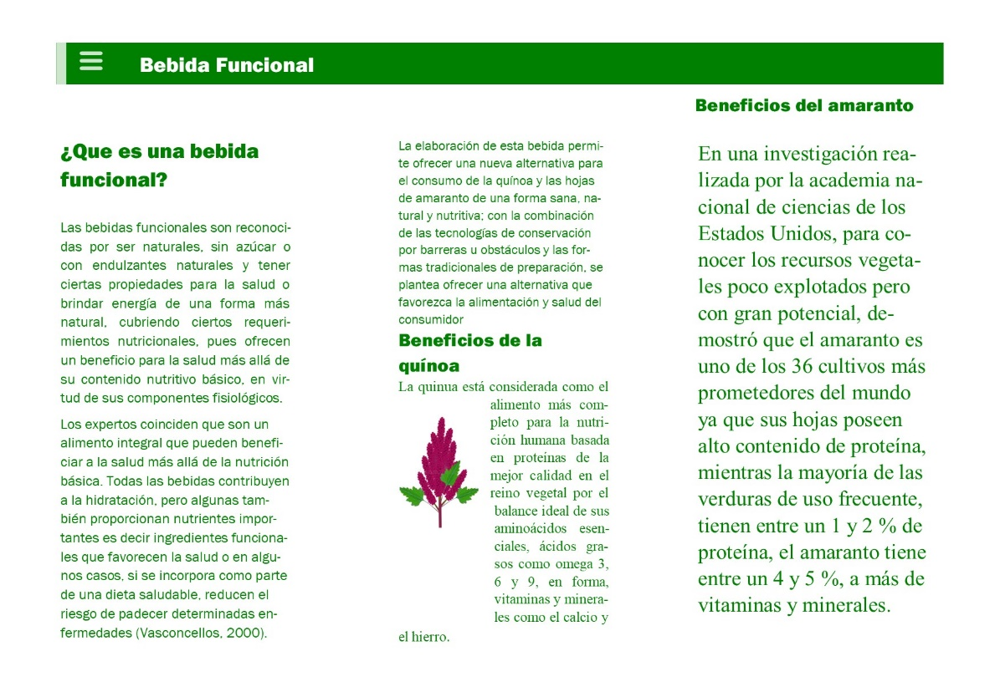 Bebida Funcional
¿Que es una bebida
funcional?
Las bebidas funcionales son reconoci-
das por ser naturales, sin azúcar o
con endulzantes naturales y tener
ciertas propiedades para la salud o
brindar energía de una forma más
natural, cubriendo ciertos requeri-
mientos nutricionales, pues ofrecen
un beneficio para la salud más allá de
su contenido nutritivo básico, en vir-
tud de sus componentes fisiológicos.
Los expertos coinciden que son un
alimento integral que pueden benefi-
ciar a la salud más allá de la nutrición
básica. Todas las bebidas contribuyen
a la hidratación, pero algunas tam-
bién proporcionan nutrientes impor-
tantes es decir ingredientes funciona-
les que favorecen la salud o en algu-
nos casos, si se incorpora como parte
de una dieta saludable, reducen el
riesgo de padecer determinadas en-
fermedades (Vasconcellos, 2000).
La elaboración de esta bebida permi-
te ofrecer una nueva alternativa para
el consumo de la quínoa y las hojas
de amaranto de una forma sana, na-
tural y nutritiva; con la combinación
de las tecnologías de conservación
por barreras u obstáculos y las for-
mas tradicionales de preparación, se
plantea ofrecer una alternativa que
favorezca la alimentación y salud del
consumidor
Beneficios de la
quínoa
La quinua está considerada como el
alimento más com-
pleto para la nutri-
ción humana basada
en proteínas de la
mejor calidad en el
reino vegetal por el
balance ideal de sus
aminoácidos esen-
ciales, ácidos gra-
sos como omega 3,
6 y 9, en forma,
vitaminas y minera-
les como el calcio y
el hierro.
Beneficios del amaranto
En una investigación rea-
lizada por la academia na-
cional de ciencias de los
Estados Unidos, para co-
nocer los recursos vegeta-
les poco explotados pero
con gran potencial, de-
mostró que el amaranto es
uno de los 36 cultivos más
prometedores del mundo
ya que sus hojas poseen
alto contenido de proteína,
mientras la mayoría de las
verduras de uso frecuente,
tienen entre un 1 y 2 % de
proteína, el amaranto tiene
entre un 4 y 5 %, a más de
vitaminas y minerales.